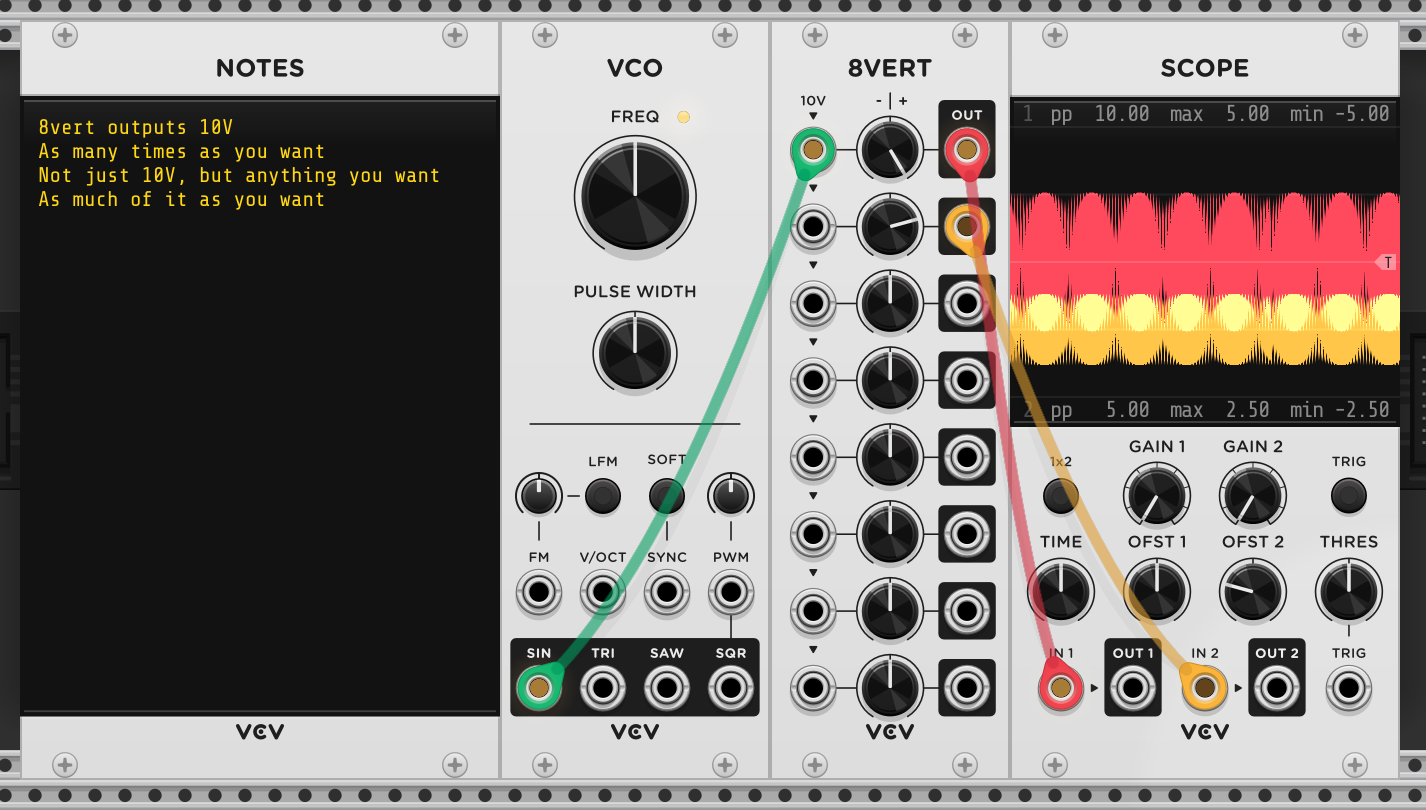 NOTES
8vert outputs 10V
As many times as you want
Not just 10V, but anything you want
As much of it as you want
VCV
VCO
FREQ
PULSE WIDTH
LFM
SOFT
FM
V/OCT
SYNC
PWM
SIN
TRI
SAW
SQR
VCV
8VERT
10V
- | +
OUT
VCV
SCOPE
1 pp 10.00 max 5.00 min -5.00
T
2 pp 5.00 max 2.50 min -2.50
GAIN 1
GAIN 2
1x2
TRIG
TIME
OFST 1
OFST 2
THRES
IN 1
OUT 1
IN 2
OUT 2
TRIG
VCV